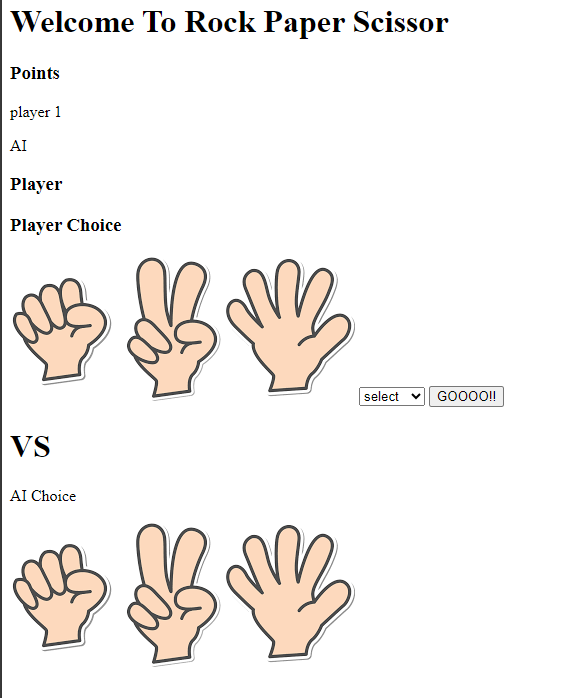 Welcome To Rock Paper Scissor
Points
player 1
AI
Player
Player Choice
select GOOOO!!
VS
AI Choice